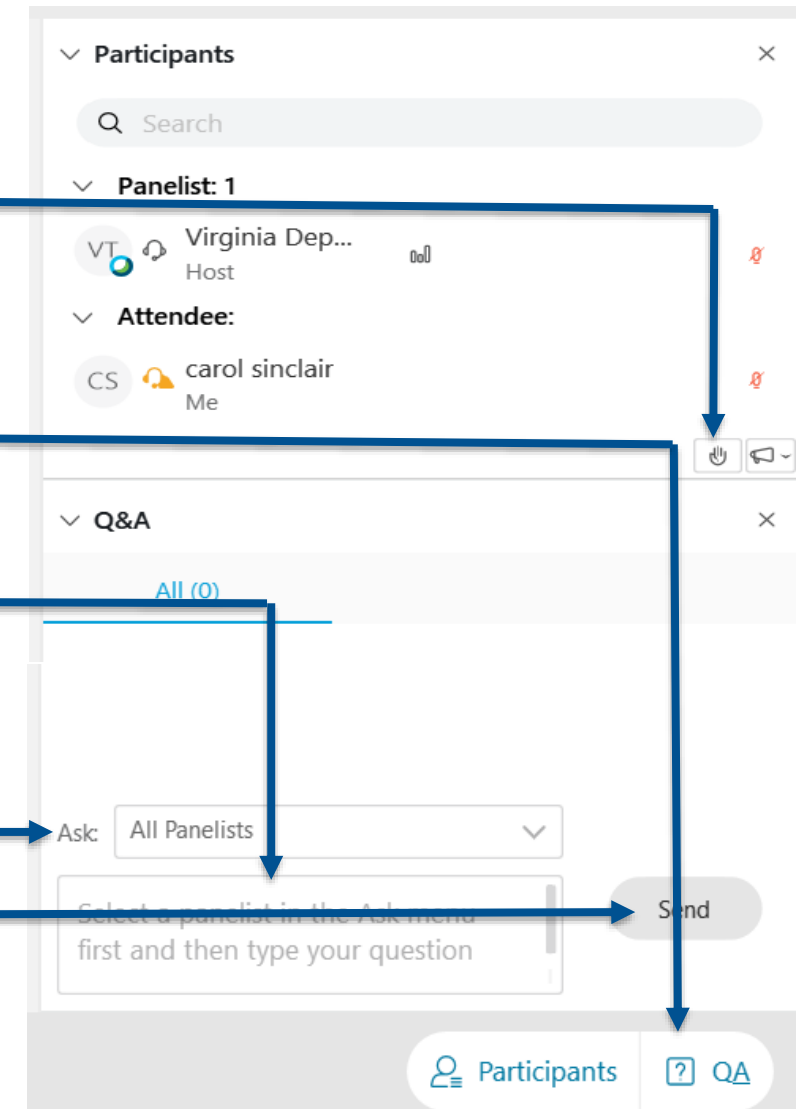 Participants
Search
Panelist: 1
VT
Virginia Dep...
Host
Attendee:
CS
carol sinclair
Me
Q&A
All (0)
Ask:
All Panelists
Select a panelist in the Ask menu
first and then type your question
Send
Participants
? QA